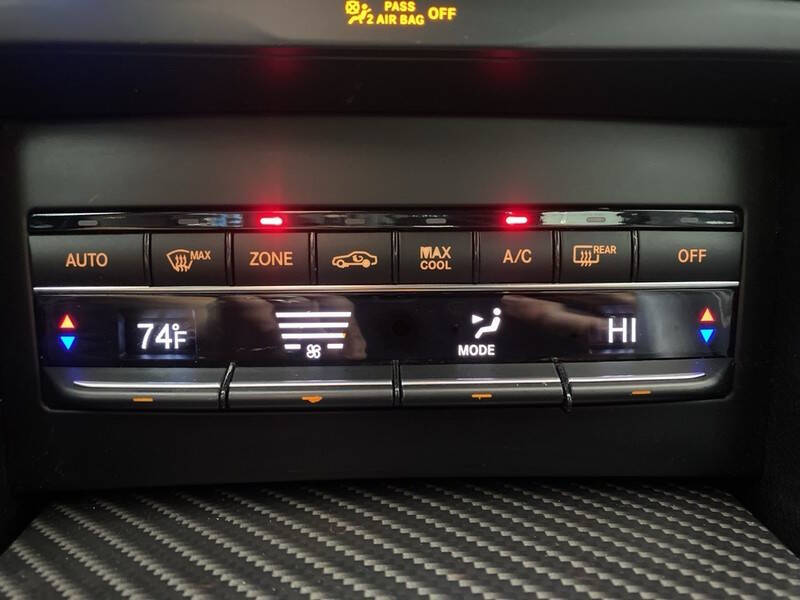 PASS
2 AIR BAG OFF
AUTO
MAX
ZONE
MAX
COOL
A/C
REAR
OFF
74°F
MODE
HI